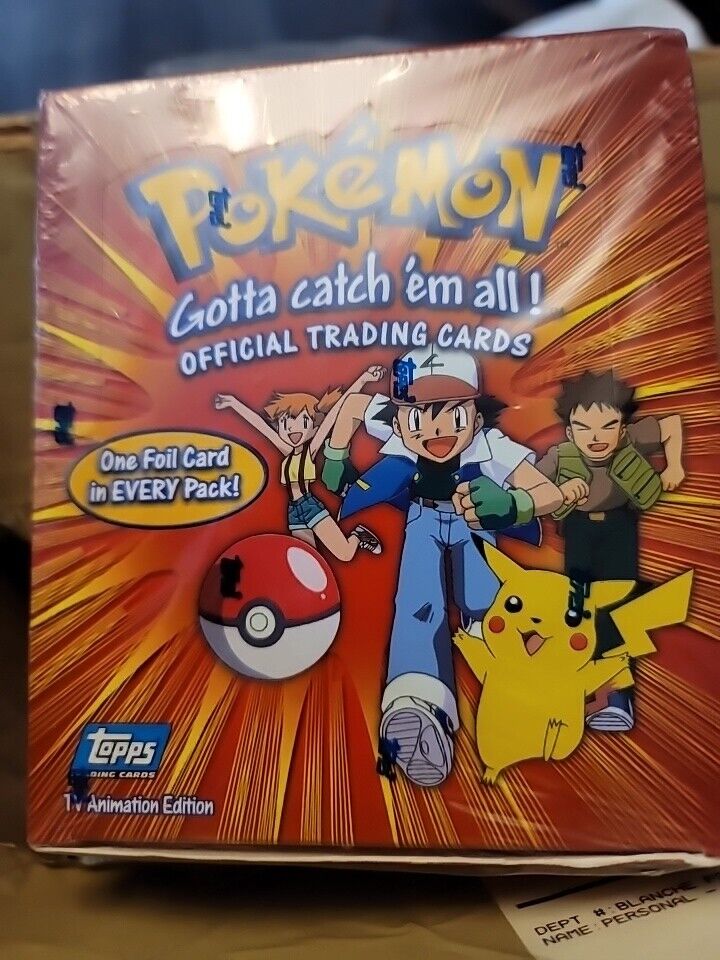 POKéMON
Gotta catch 'em all!
OFFICIAL TRADING CARDS
One Foil Card
in EVERY Pack!
topps
DING CARDS
TV Animation Edition
DEPT #: BLANCHE
NAME: PERSONAL -